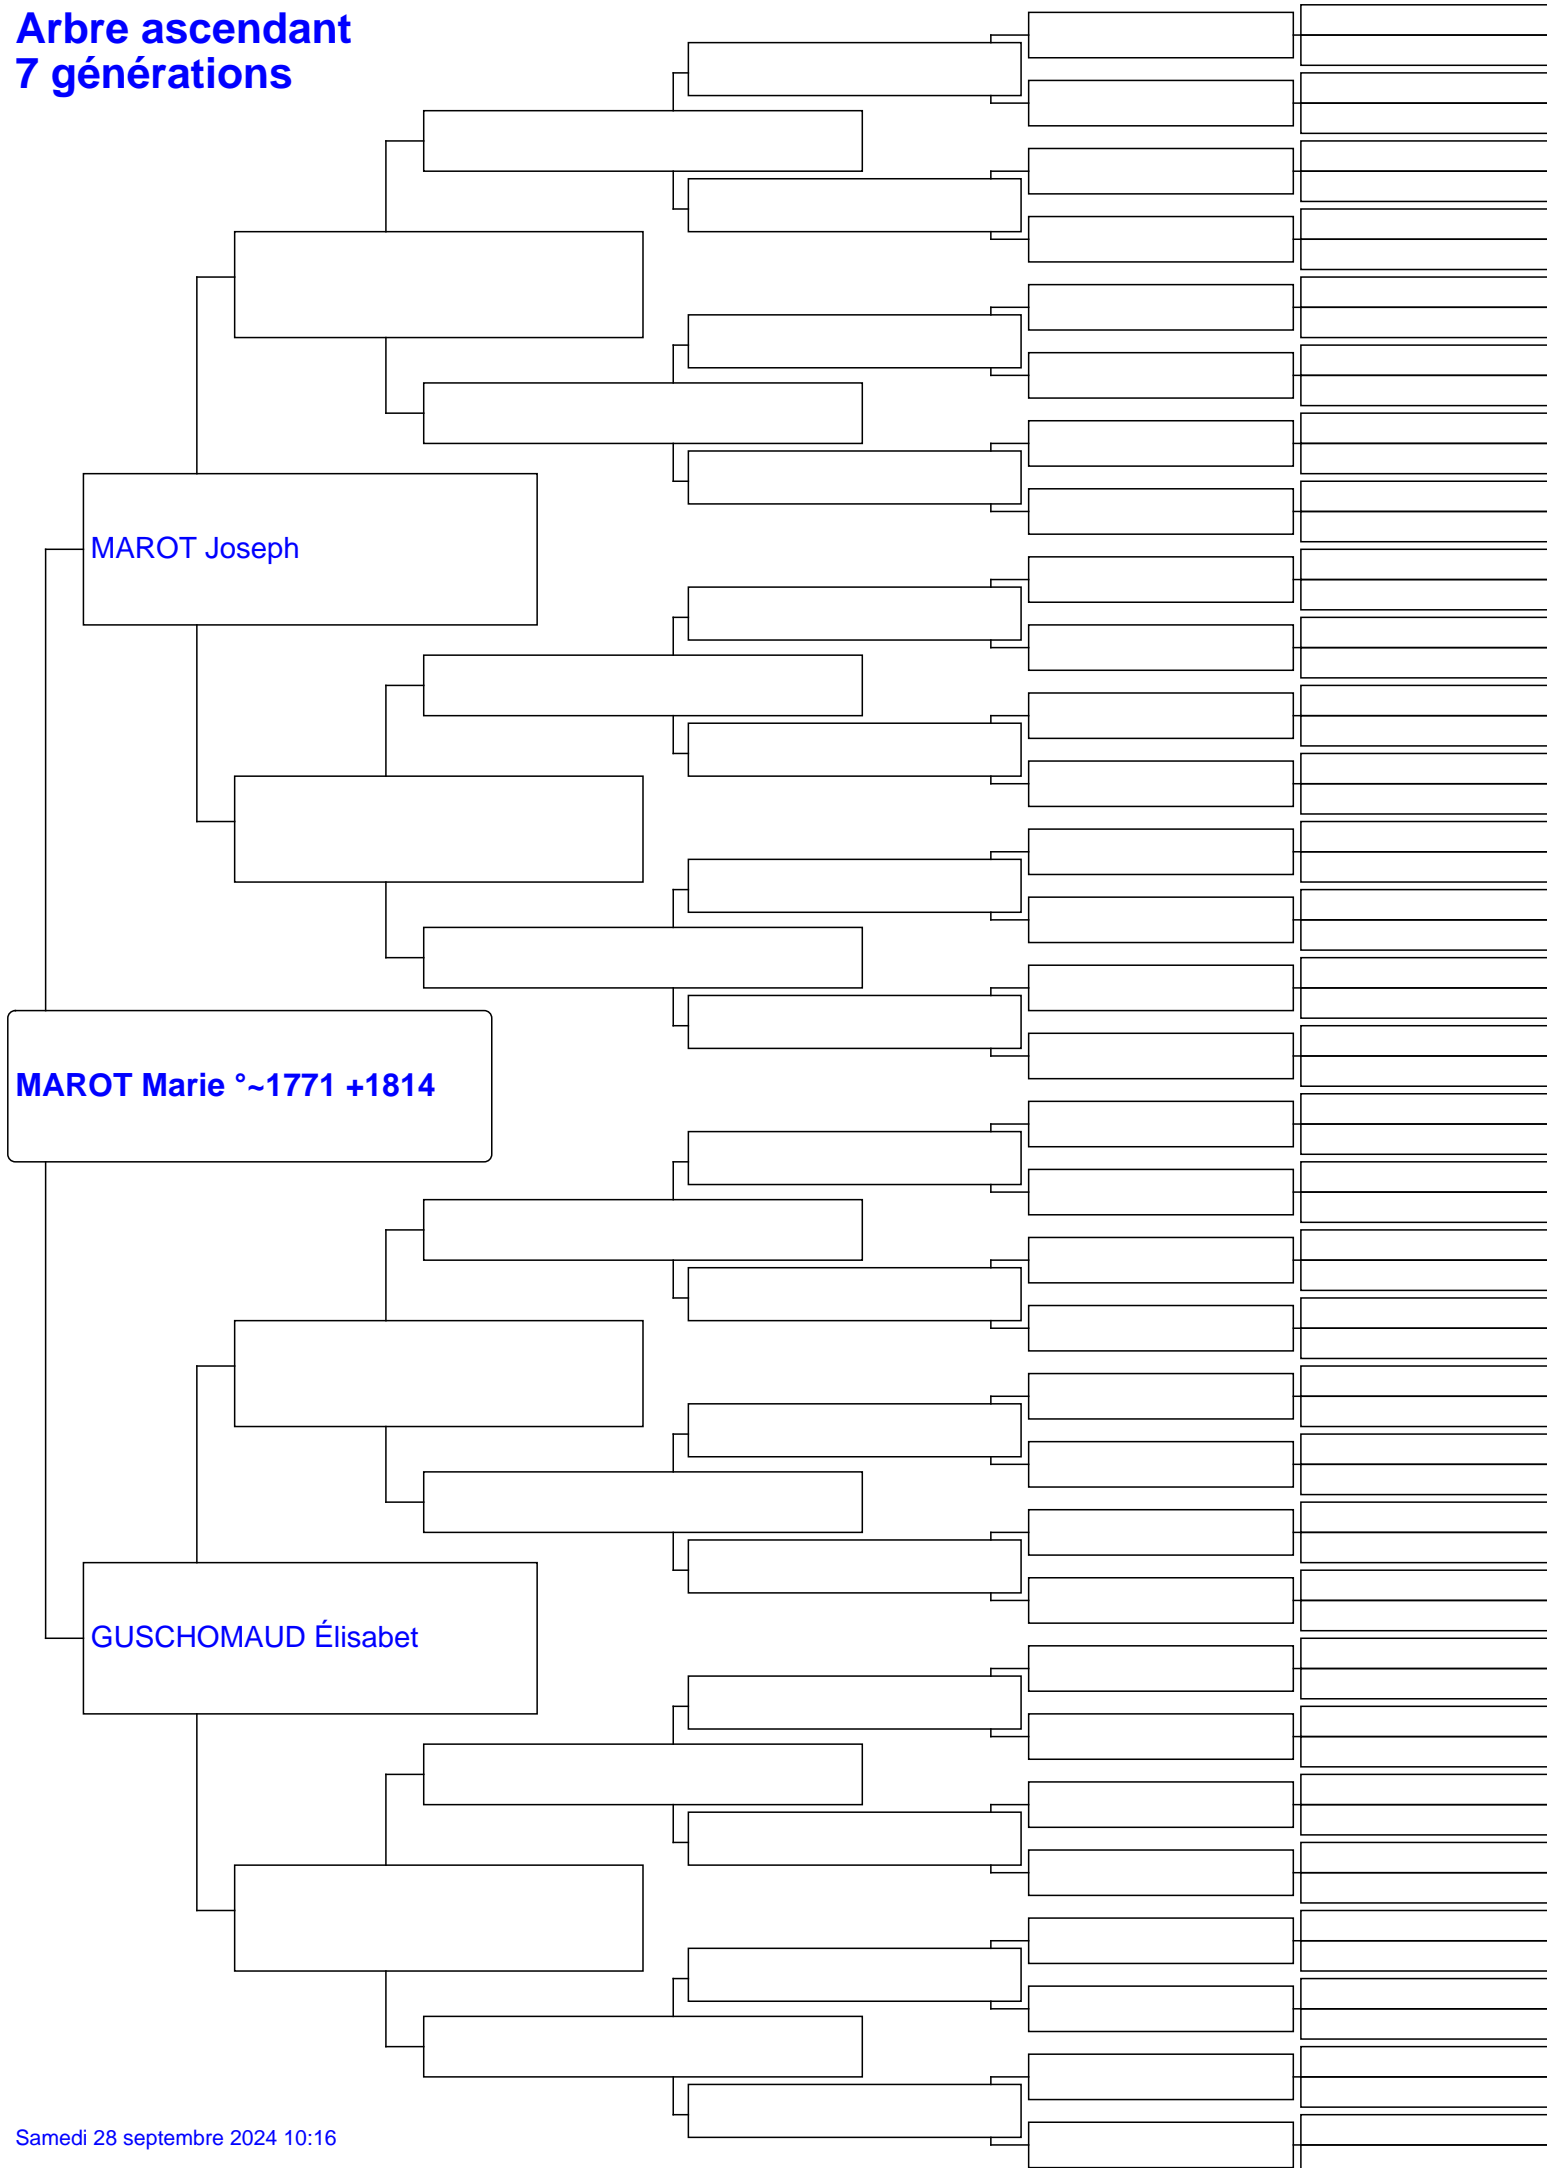 Arbre ascendant
7 générations
MAROT Joseph
MAROT Marie °~1771 +1814
GUSCHOMAUD Élisabet
Samedi 28 septembre 2024 10:16